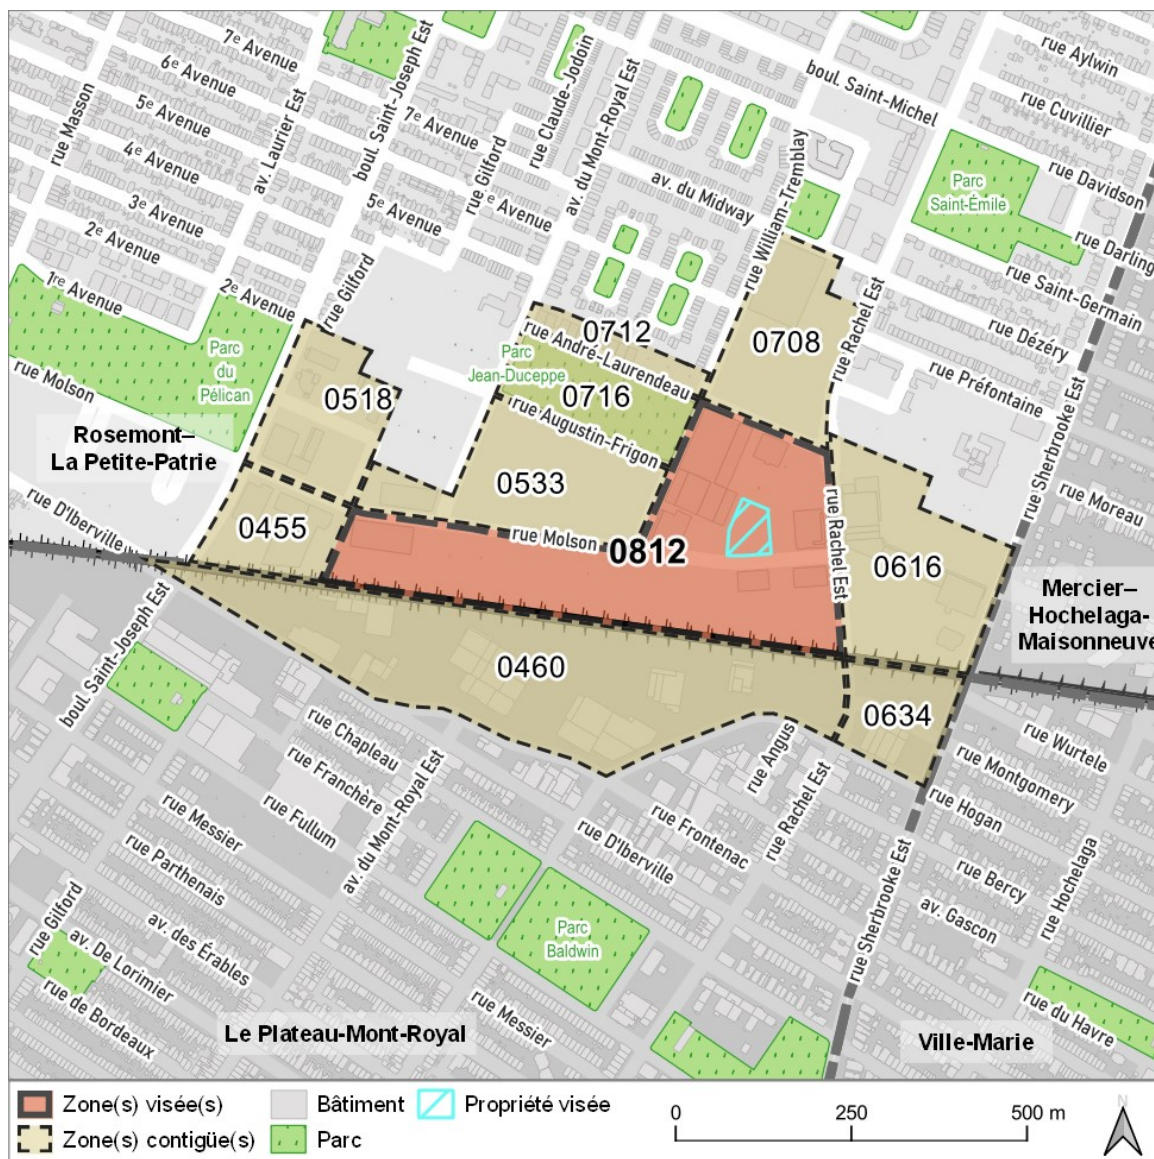 7e Avenue
6e Avenue
5e Avenue
4e Avenue
3e Avenue
2e Avenue
1re Avenue
2e Avenue
rue Masson
av. Laurier Est
boul. Saint-Joseph Est
7e Avenue
5e Avenue
e Avenue
rue Gilford
rue Gilford
rue Claude-Jodoin
av. du Mont-Royal Est
av. du Midway
rue William-Tremblay
boul. Saint-Michel
rue Aylwin
rue Cuvillier
rue Davidson
rue Darling
rue Saint-Germain
rue Dézéry
rue Préfontaine
rue Moreau
Parc
Saint-Émile
rue Rachel Est
rue Sherbrooke Est
Parc
du
Pélican
rue Molson
Rosemont–
La Petite-Patrie
rue D'Iberville
0712
rue André-Laurendeau
Parc
Jean-Duceppe
0716
rue Augustin-Frigon
0708
0518
0533
0455
rue Molson
0812
rue Rachel Est
0616
0460
0634
Mercier–
Hochelaga-
Maisonneuve
boul. Saint-Joseph Est
rue Chapleau
rue Franchère
rue Fullum
av. du Mont-Royal Est
rue Messier
rue Parthenais
av. des Érables
rue Gilford
av. De Lorimier
rue de Bordeaux
Parc
Baldwin
rue Messier
rue D'Iberville
rue Frontenac
rue Angus
rue Rachel Est
rue Sherbrooke Est
rue Wurtele
rue Montgomery
rue Hogan
rue Bercy
av. Gascon
rue Hochelaga
rue du Havre
Le Plateau-Mont-Royal
Ville-Marie
Zone(s) visée(s)
Bâtiment
Propriété visée
Zone(s) contigüe(s)
Parc
0
250
500 m
N